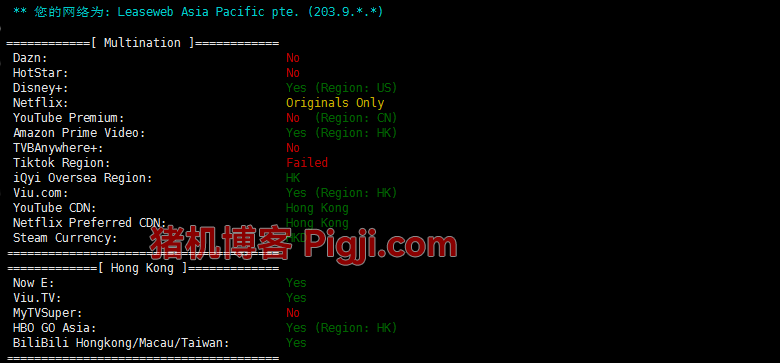 ** 您的网络为: Leaseweb Asia Pacific pte. (203.9.*.*)
============[ Multination ]============
Dazn: No
HotStar: No
Disney+: Yes (Region: US)
Netflix: Originals Only
YouTube Premium: No (Region: CN)
Amazon Prime Video: Yes (Region: HK)
TVBAnywhere+: No
Tiktok Region: Failed
iQyi Oversea Region: HK
Viu.com: Yes (Region: HK)
YouTube CDN: Hong Kong
Netflix Preferred CDN: Hong Kong
Steam Currency: HKD
猪机博客 Pigji.com
=======================================
=============[ Hong Kong ]=============
Now E: Yes
Viu.TV: Yes
MyTVSuper: No
HBO GO Asia: Yes (Region: HK)
BiliBili Hongkong/Macau/Taiwan: Yes
=======================================